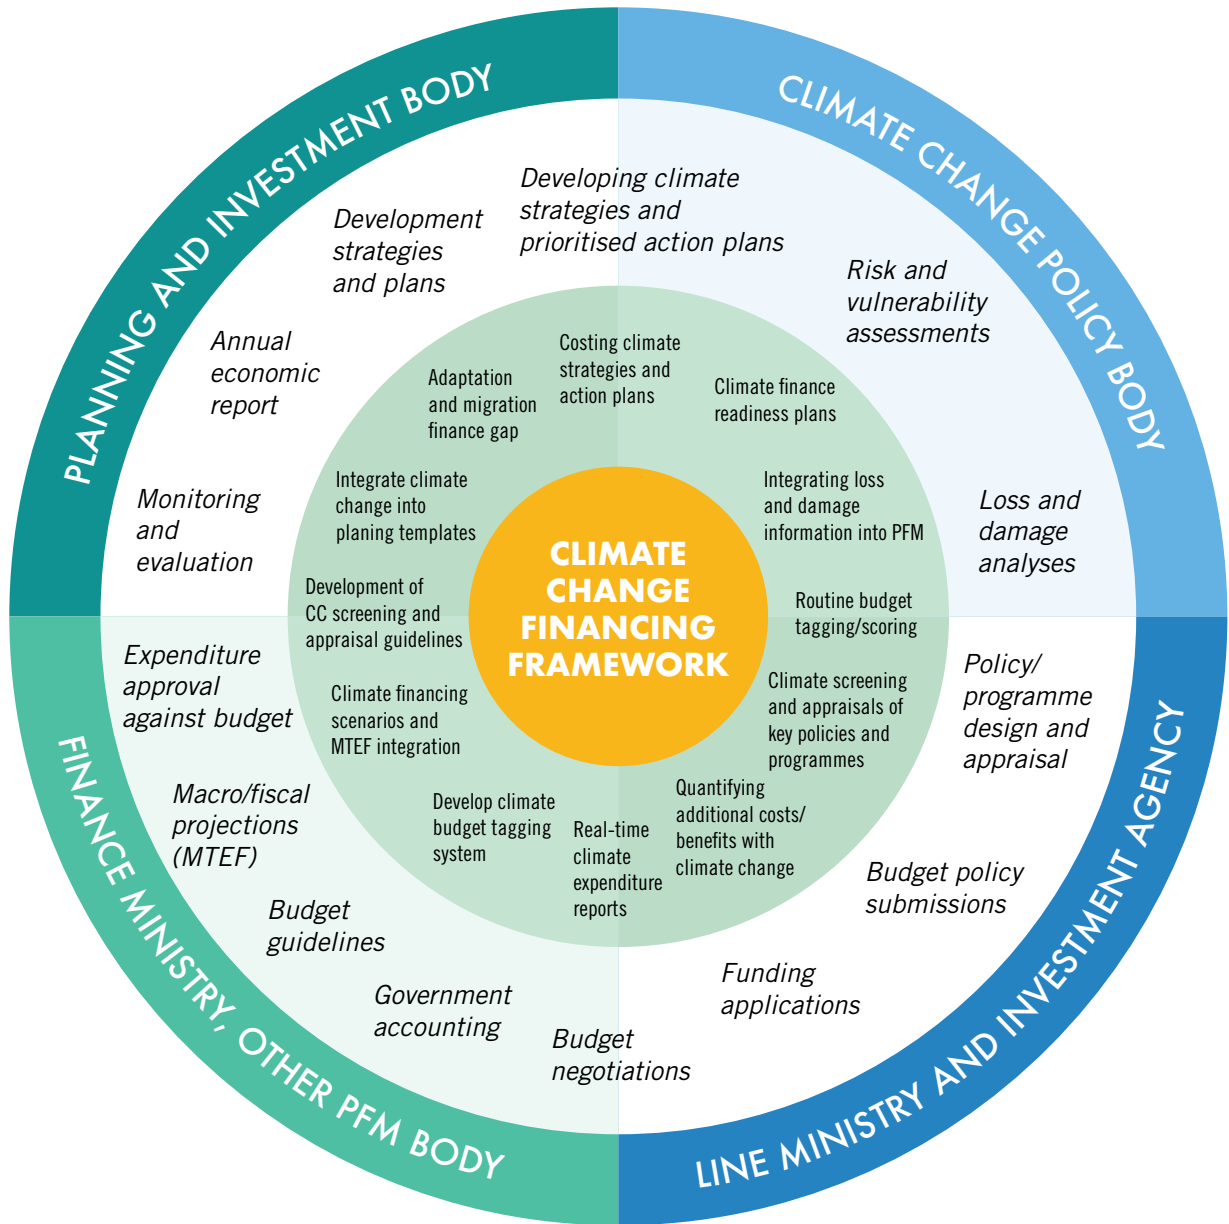 PLANNING AND INVESTMENT BODY
CLIMATE CHANGE POLICY BODY
LINE MINISTRY AND INVESTMENT AGENCY
FINANCE MINISTRY, OTHER PFM BODY
Developing climate
strategies and
prioritised action plans
Risk and
vulnerability
assessments
Loss and
damage
analyses
Policy/
programme
design and
appraisal
Budget policy
submissions
Funding
applications
Budget
negotiations
Government
accounting
Budget
guidelines
Macro/fiscal
projections
(MTEF)
Expenditure
approval
against budget
Monitoring
and
evaluation
Annual
economic
report
Development
strategies
and plans
Costing climate
strategies and
action plans
Climate finance
readiness plans
Integrating loss
and damage
information into PFM
Routine budget
tagging/scoring
Climate screening
and appraisals of
key policies and
programmes
Quantifying
additional costs/
benefits with
climate change
Real-time
climate
expenditure
reports
Develop climate
budget tagging
system
Climate financing
scenarios and
MTEF integration
Development of
CC screening and
appraisal guidelines
Integrate climate
change into
planing templates
Adaptation
and migration
finance gap
CLIMATE
CHANGE
FINANCING
FRAMEWORK